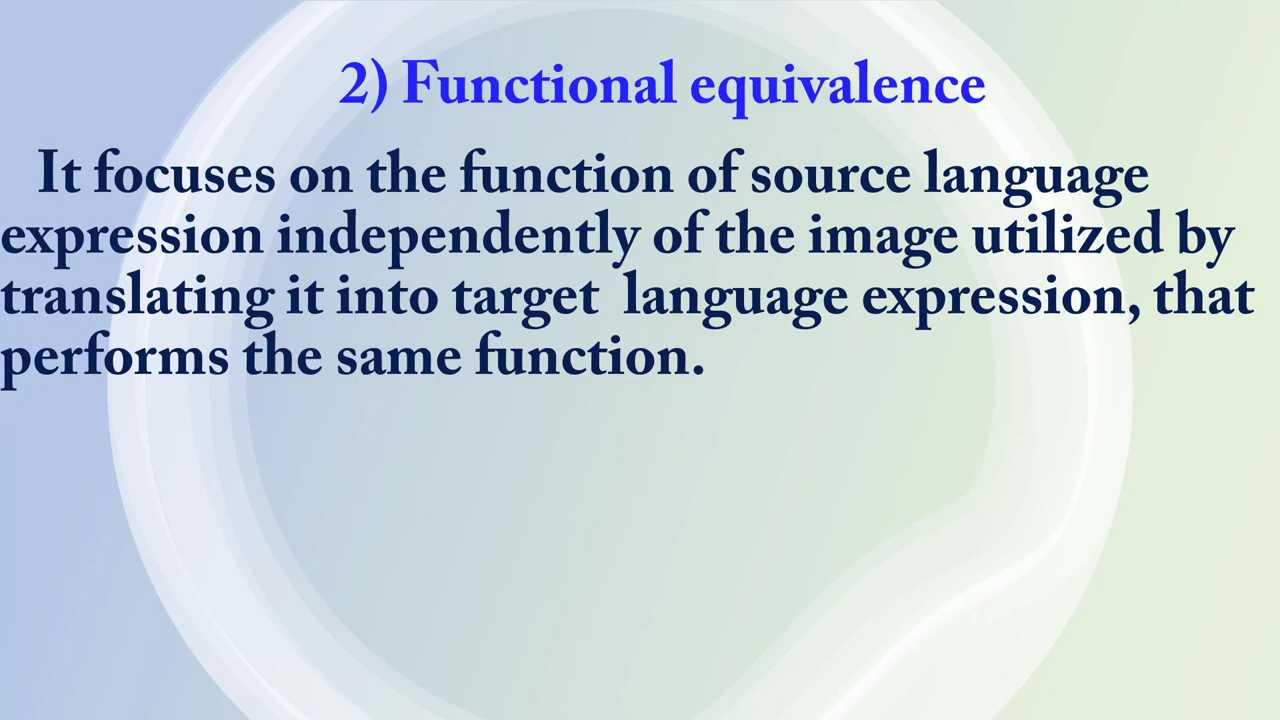 2) Functional equivalence
It focuses on the function of source language
expression independently of the image utilized by
translating it into target language expression, that
performs the same function.